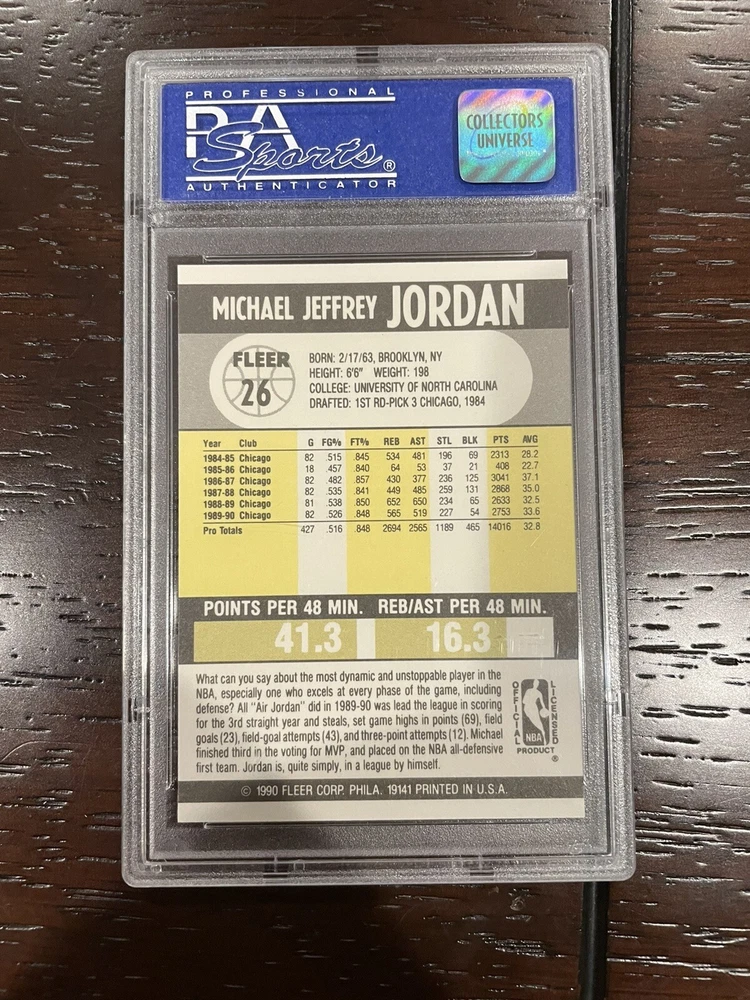 PROFESSIONAL
PSA Sports®
AUTHENTICATOR
COLLECTORS
UNIVERSE
MICHAEL JEFFREY JORDAN
FLEER
26
BORN: 2/17/63, BROOKLYN, NY
HEIGHT: 6'6" WEIGHT: 198
COLLEGE: UNIVERSITY OF NORTH CAROLINA
DRAFTED: 1ST RD-PICK 3 CHICAGO, 1984
Year Club G FG% FT% REB AST STL BLK PTS AVG
1984-85 Chicago 82 .515 .845 534 481 196 69 2313 28.2
1985-86 Chicago 18 .457 .840 64 53 37 21 408 22.7
1986-87 Chicago 82 .482 .857 430 377 236 125 3041 37.1
1987-88 Chicago 82 .535 .841 449 485 259 131 2868 35.0
1988-89 Chicago 81 .538 .850 652 650 234 65 2633 32.5
1989-90 Chicago 82 .526 .848 565 519 227 54 2753 33.6
Pro Totals 427 .516 .848 2694 2565 1189 465 14016 32.8
POINTS PER 48 MIN. REB/AST PER 48 MIN.
41.3 16.3
What can you say about the most dynamic and unstoppable player in the
NBA, especially one who excels at every phase of the game, including
defense? All "Air Jordan" did in 1989-90 was lead the league in scoring
for the 3rd straight year and steals, set game highs in points (69), field
goals (23), field-goal attempts (43), and three-point attempts (12). Michael
finished third in the voting for MVP, and placed on the NBA all-defensive
first team. Jordan is, quite simply, in a league by himself.
OFFICIAL LICENSED
NBA
PRODUCT
®
© 1990 FLEER CORP. PHILA. 19141 PRINTED IN U.S.A.